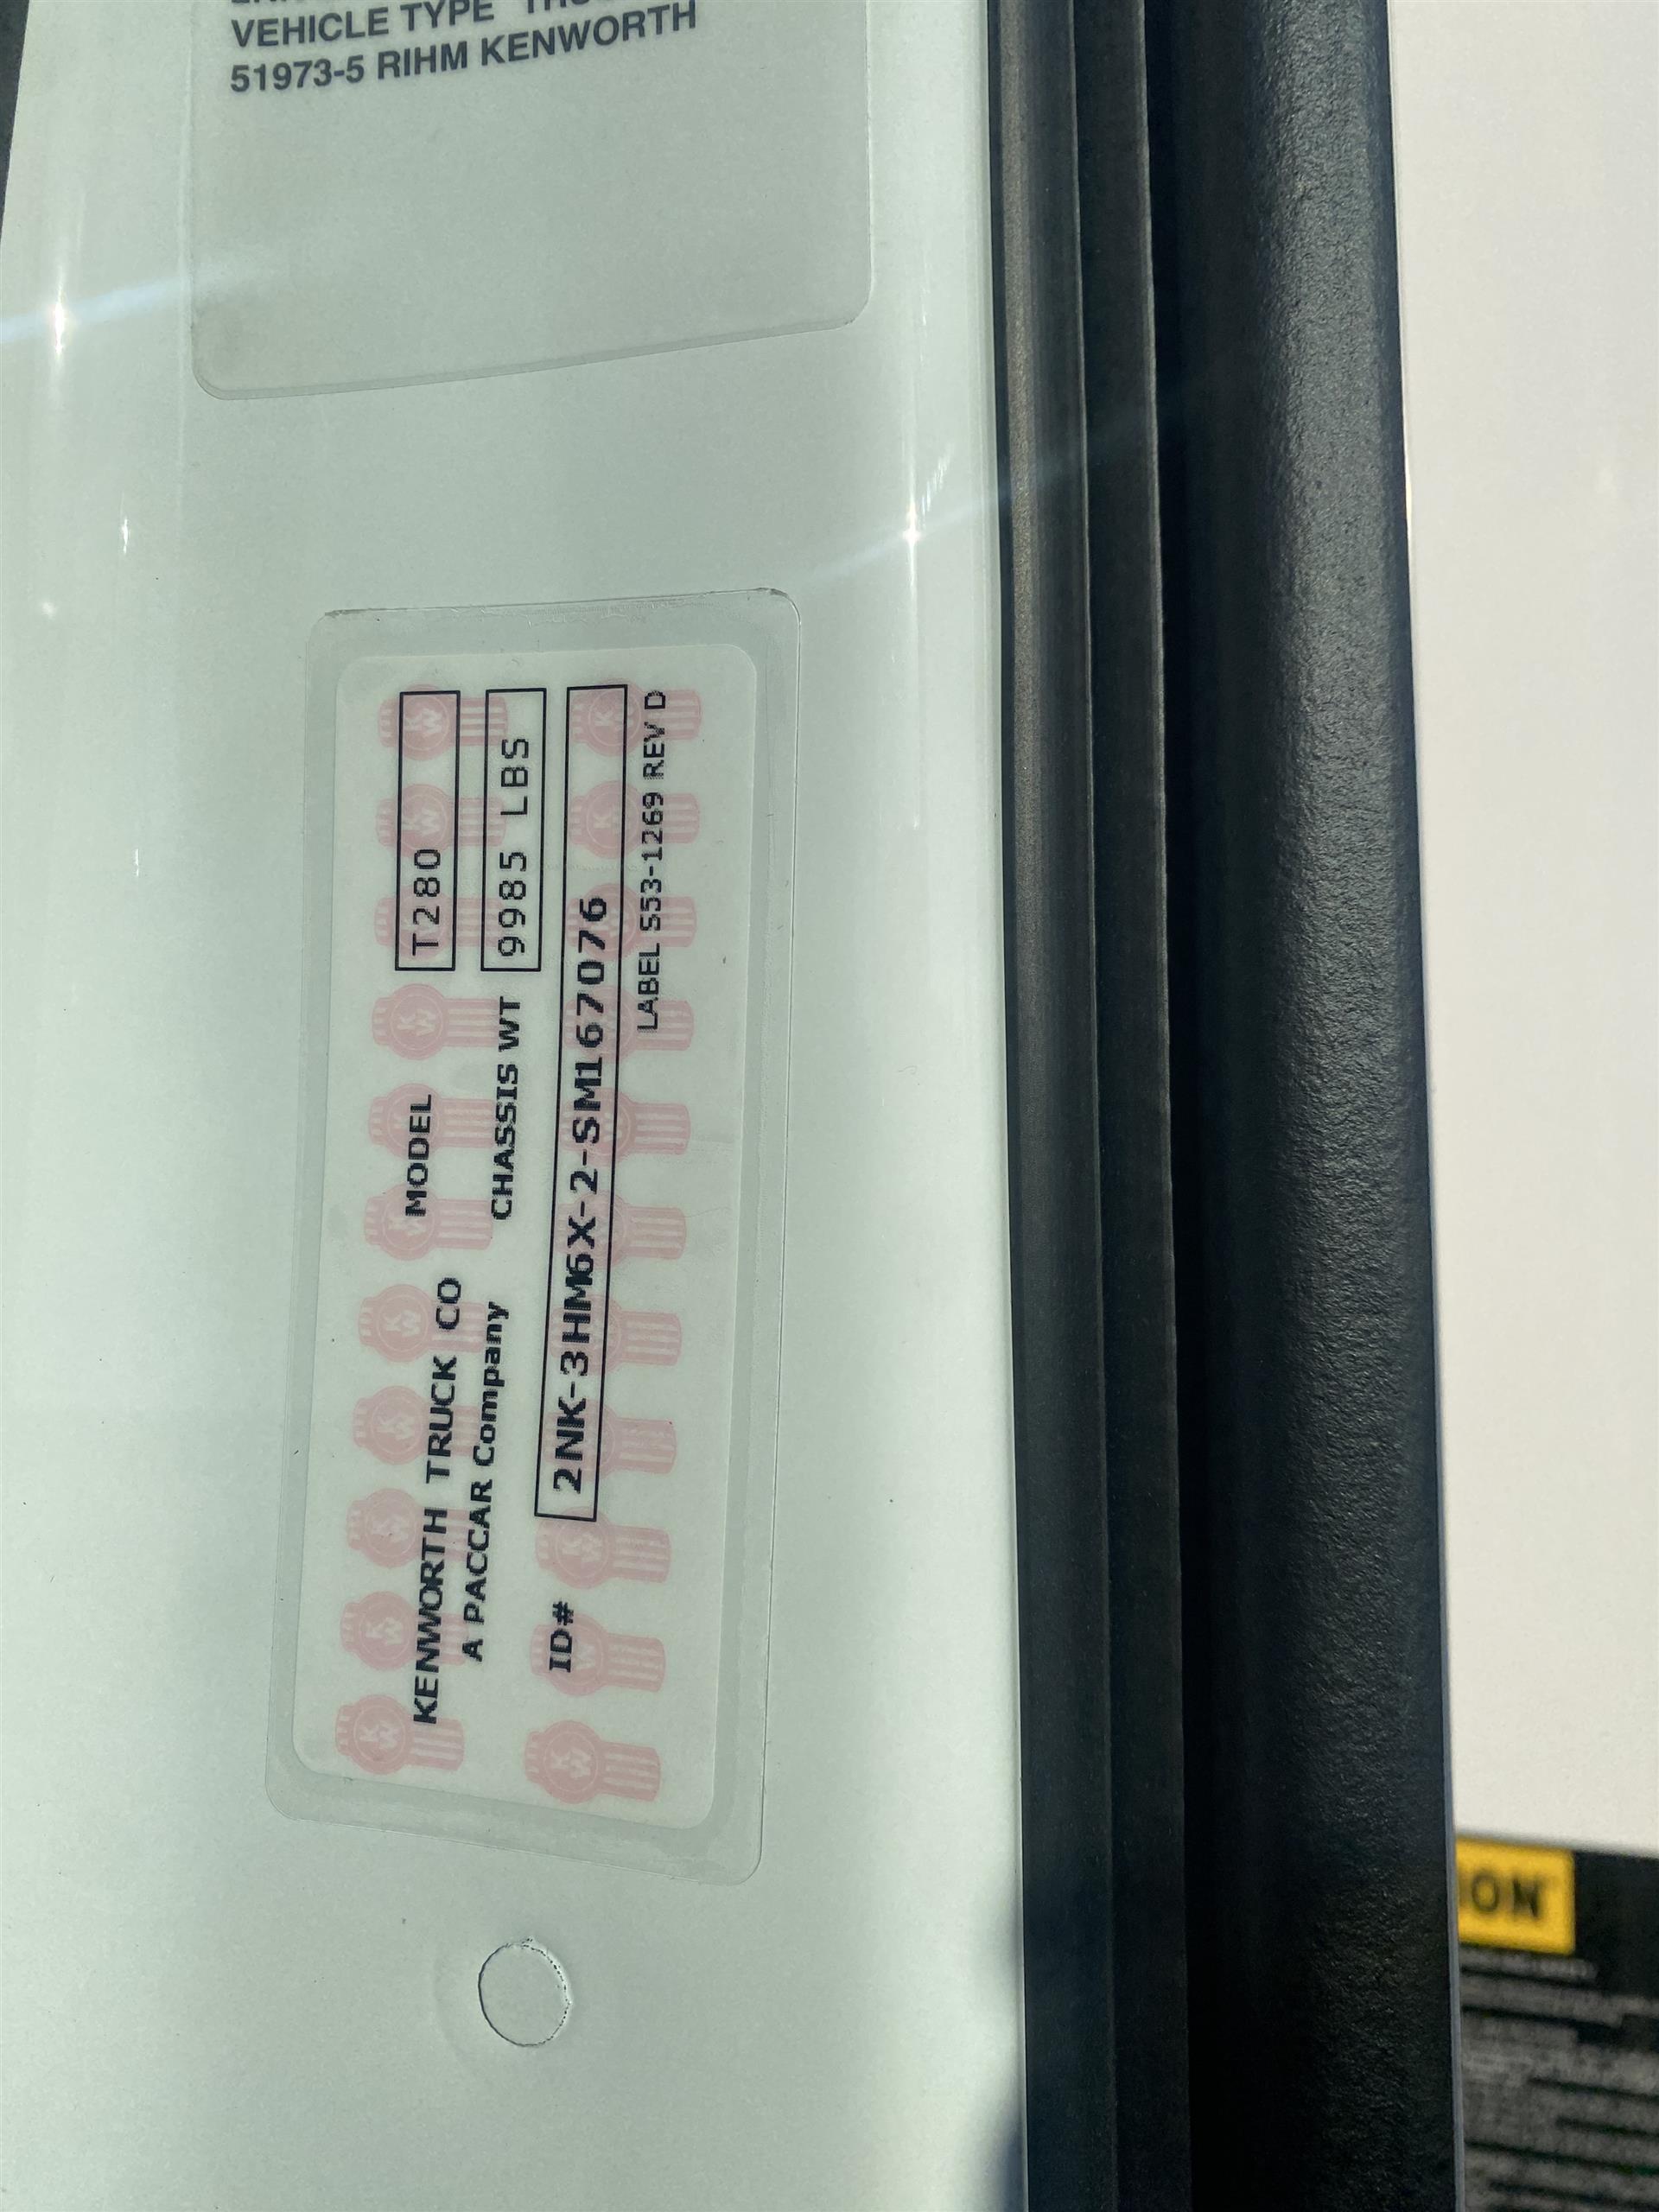 VEHICLE TYPE
51973-5 RIHM KENWORTH
KENWORTH TRUCK CO
A PACCAR Company
MODEL T280
CHASSIS WT 9985 LBS
ID# 2NK-3HM6X-2-SM167076
LABEL S53-1269 REV D